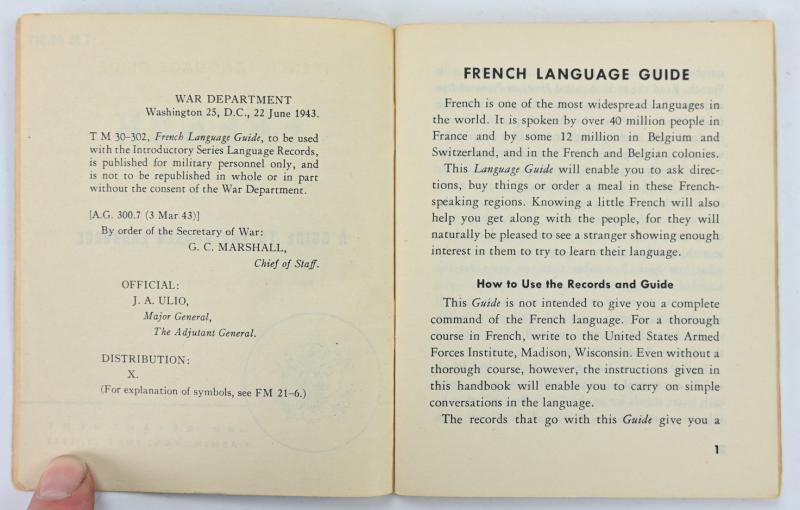 WAR DEPARTMENT
Washington 25, D.C., 22 June 1943.
T M 30-302, French Language Guide, to be used
with the Introductory Series Language Records,
is published for military personnel only, and
is not to be republished in whole or in part
without the consent of the War Department.
[A.G. 300.7 (3 Mar 43)]
By order of the Secretary of War:
G. C. MARSHALL,
Chief of Staff.
OFFICIAL:
J. A. ULIO,
Major General,
The Adjutant General.
DISTRIBUTION:
X.
(For explanation of symbols, see FM 21-6.)
FRENCH LANGUAGE GUIDE
French is one of the most widespread languages in
the world. It is spoken by over 40 million people in
France and by some 12 million in Belgium and
Switzerland, and in the French and Belgian colonies.
This Language Guide will enable you to ask direc-
tions, buy things or order a meal in these French-
speaking regions. Knowing a little French will also
help you get along with the people, for they will
naturally be pleased to see a stranger showing enough
interest in them to try to learn their language.
How to Use the Records and Guide
This Guide is not intended to give you a complete
command of the French language. For a thorough
course in French, write to the United States Armed
Forces Institute, Madison, Wisconsin. Even without a
thorough course, however, the instructions given in
this handbook will enable you to carry on simple
conversations in the language.
The records that go with this Guide give you a
1